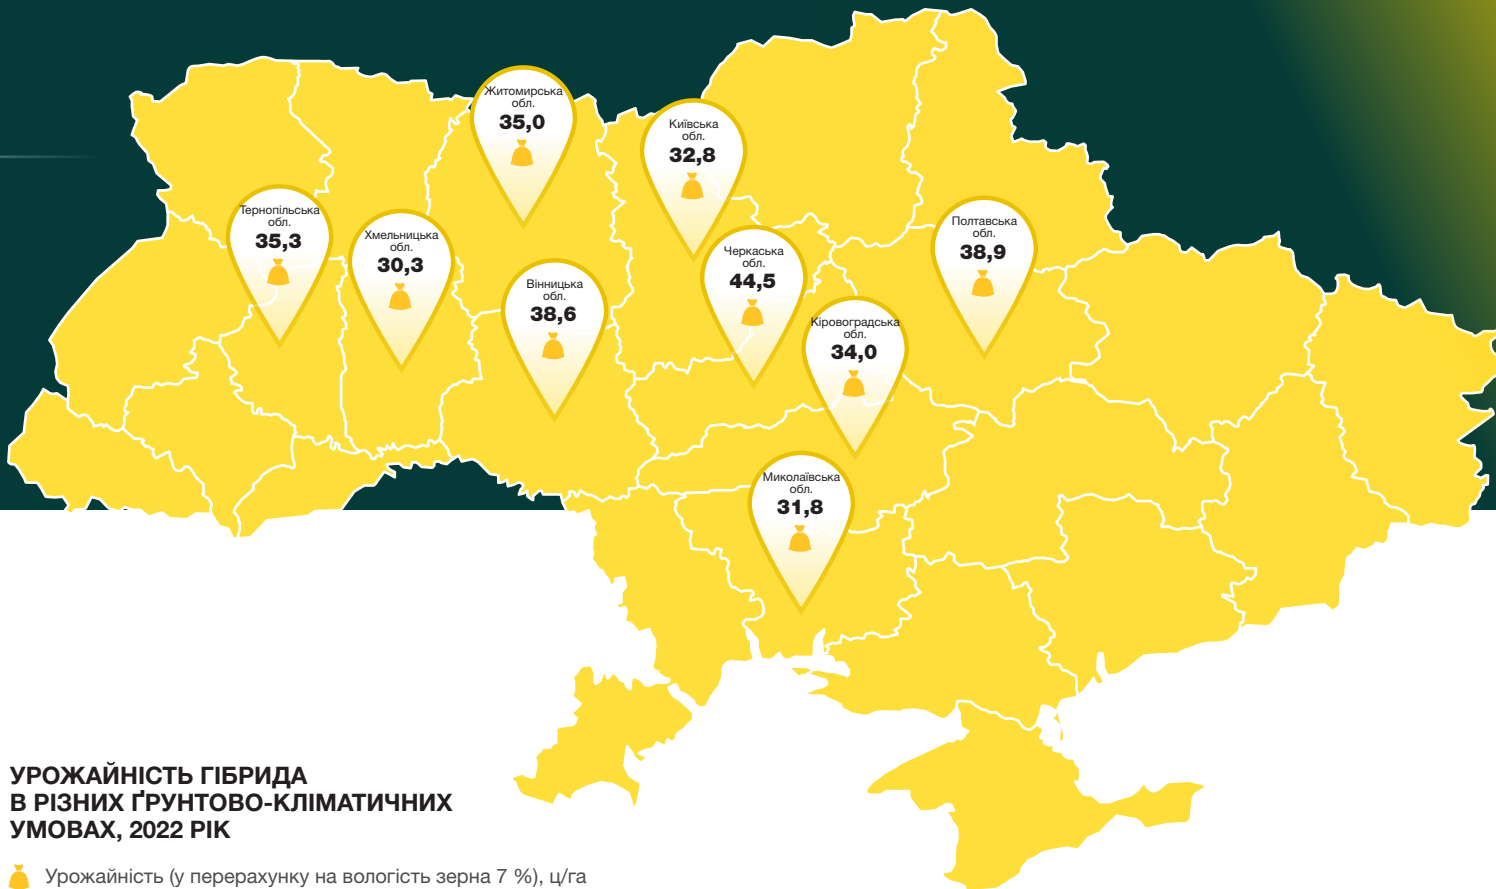 Житомирська
обл.
35,0
Київська
обл.
32,8
Тернопільська
обл.
35,3
Хмельницька
обл.
30,3
Вінницька
обл.
38,6
Черкаська
обл.
44,5
Полтавська
обл.
38,9
Кіровоградська
обл.
34,0
Миколаївська
обл.
31,8
УРОЖАЙНІСТЬ ГІБРИДА
В РІЗНИХ ҐРУНТОВО-КЛІМАТИЧНИХ
УМОВАХ, 2022 РІК
Урожайність (у перерахунку на вологість зерна 7 %), ц/га